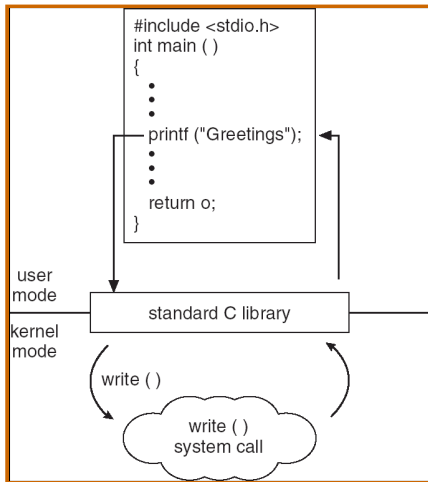 #include <stdio.h>
int main ( )
{
•
•
•
printf ("Greetings");
•
•
•
return o;
}
user
mode
standard C library
kernel
mode
write ( )
write ( )
system call